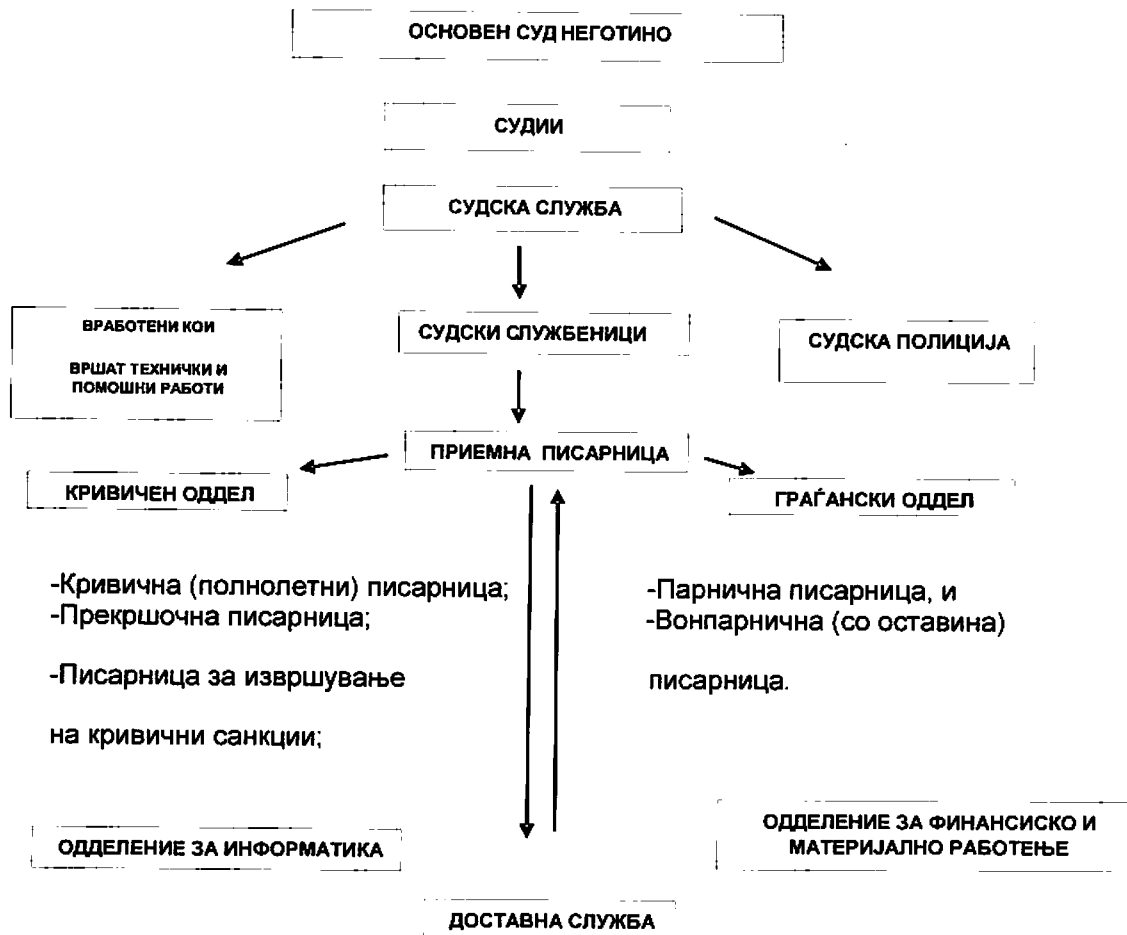 ОСНОВЕН СУД НЕГОТИНО
СУДИИ
СУДСКА СЛУЖБА
ВРАБОТЕНИ КОИ
ВРШАТ ТЕХНИЧКИ И
ПОМОШКИ РАБОТИ
СУДСКИ СЛУЖБЕНИЦИ
СУДСКА ПОЛИЦИЈА
ПРИЕМНА ПИСАРНИЦА
КРИВИЧЕН ОДДЕЛ
ГРАЃАНСКИ ОДДЕЛ
-Кривична (полнолетни) писарница;
-Прекршочна писарница;
-Писарница за извршување
на кривични санкции;
-Парнична писарница, и
-Вонпарнична (со оставина)
писарница.
ОДДЕЛЕНИЕ ЗА ИНФОРМАТИКА
ОДДЕЛЕНИЕ ЗА ФИНАНСИСКО И
МАТЕРИЈАЛНО РАБОТЕЊЕ
ДОСТАВНА СЛУЖБА